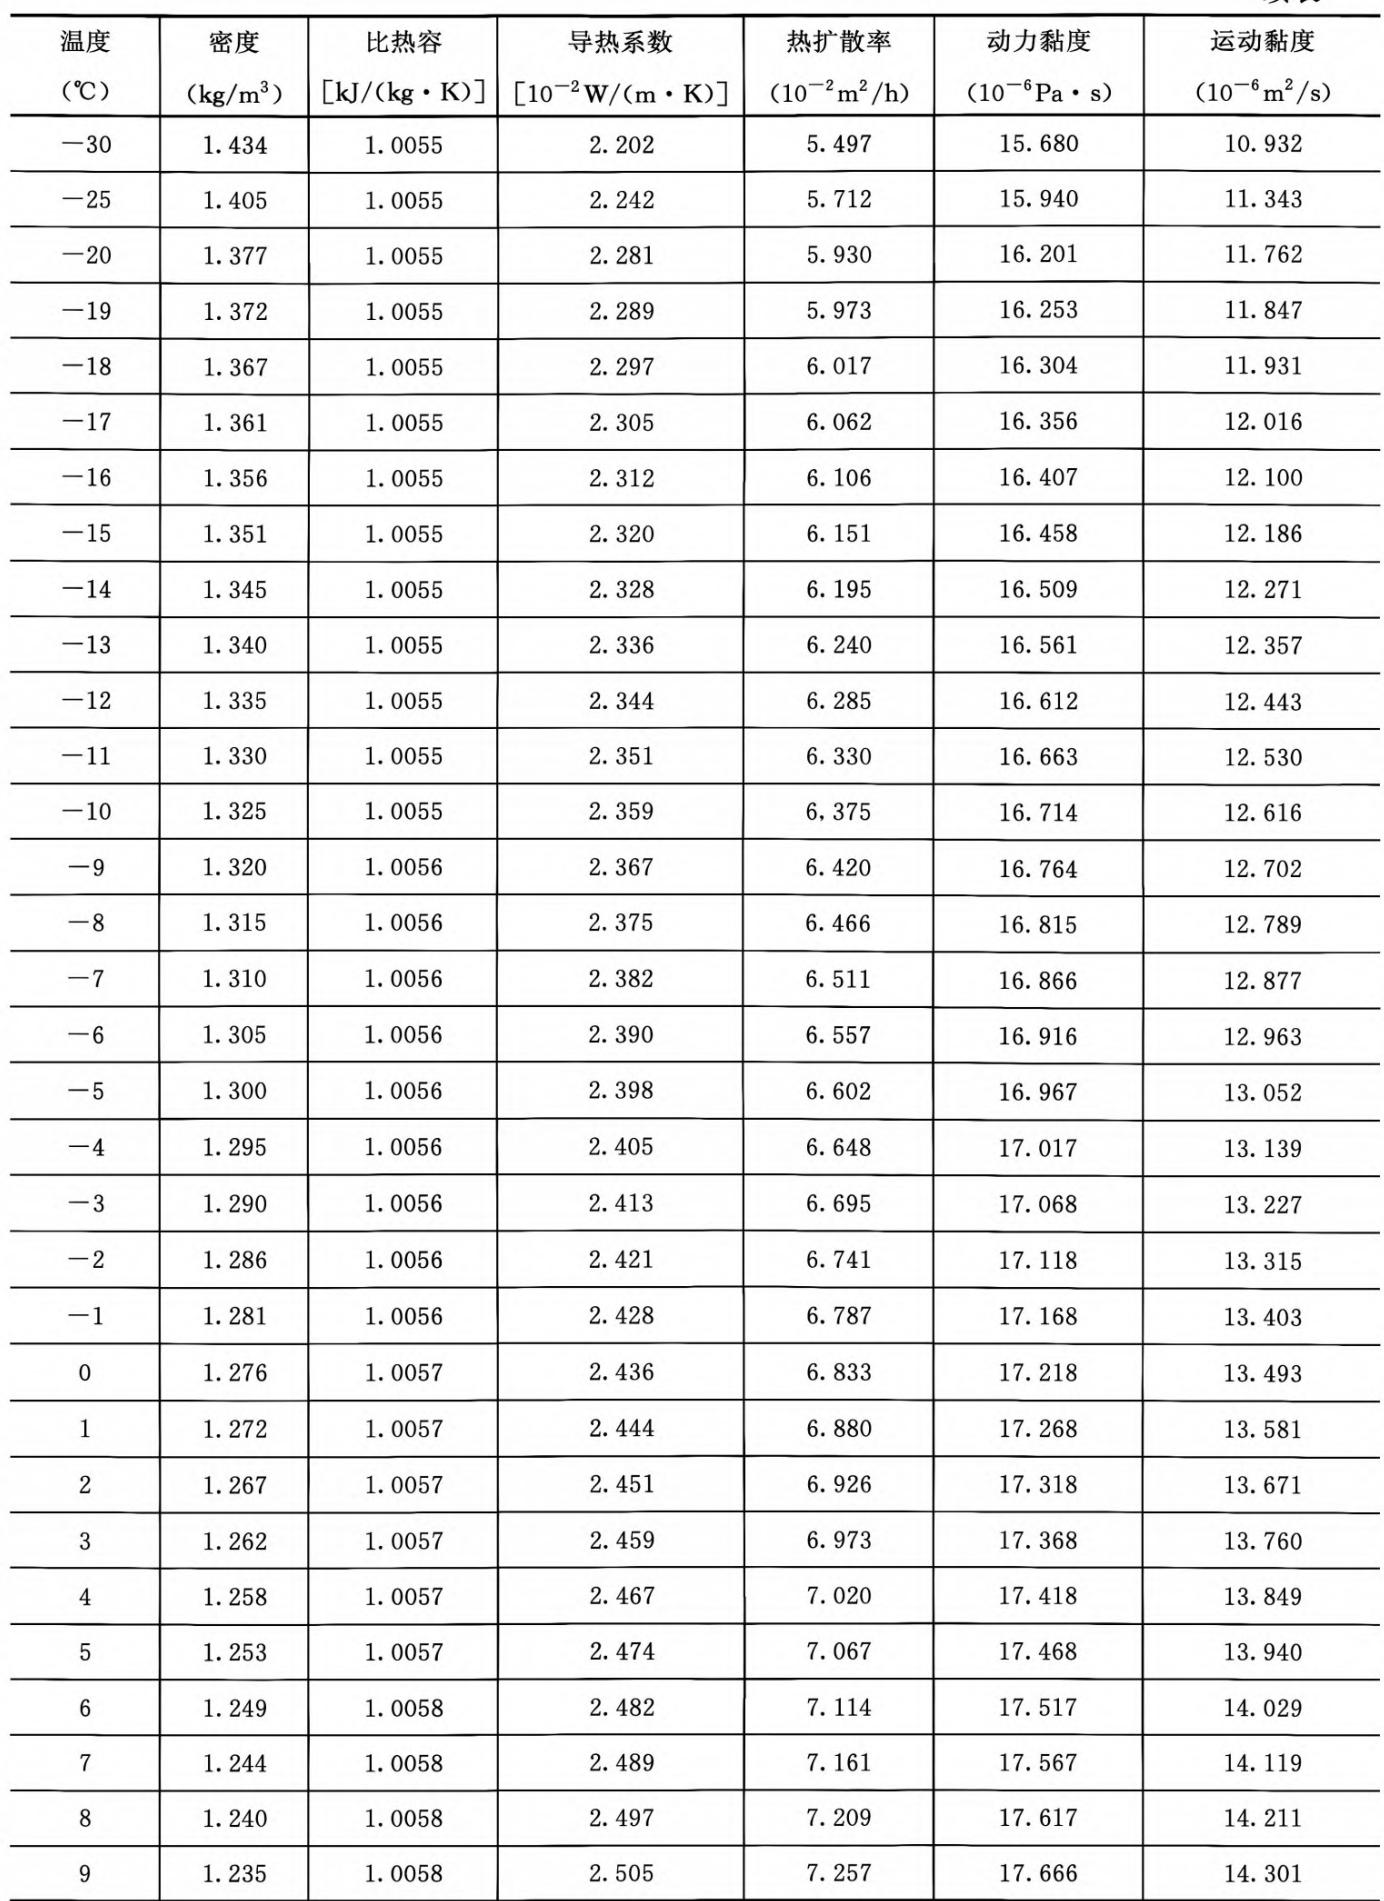 温度 密度 比热容 导热系数 热扩散率 动力黏度 运动黏度
(℃) (kg/m³) [kJ/(kg·K)] [10⁻²W/(m·K)] (10⁻²m²/h) (10⁻⁶Pa·s) (10⁻⁶m²/s)
—30 1.434 1.0055 2.202 5.497 15.680 10.932
—25 1.405 1.0055 2.242 5.712 15.940 11.343
—20 1.377 1.0055 2.281 5.930 16.201 11.762
—19 1.372 1.0055 2.289 5.973 16.253 11.847
—18 1.367 1.0055 2.297 6.017 16.304 11.931
—17 1.361 1.0055 2.305 6.062 16.356 12.016
—16 1.356 1.0055 2.312 6.106 16.407 12.100
—15 1.351 1.0055 2.320 6.151 16.458 12.186
—14 1.345 1.0055 2.328 6.195 16.509 12.271
—13 1.340 1.0055 2.336 6.240 16.561 12.357
—12 1.335 1.0055 2.344 6.285 16.612 12.443
—11 1.330 1.0055 2.351 6.330 16.663 12.530
—10 1.325 1.0055 2.359 6,375 16.714 12.616
—9 1.320 1.0056 2.367 6.420 16.764 12.702
—8 1.315 1.0056 2.375 6.466 16.815 12.789
—7 1.310 1.0056 2.382 6.511 16.866 12.877
—6 1.305 1.0056 2.390 6.557 16.916 12.963
—5 1.300 1.0056 2.398 6.602 16.967 13.052
—4 1.295 1.0056 2.405 6.648 17.017 13.139
—3 1.290 1.0056 2.413 6.695 17.068 13.227
—2 1.286 1.0056 2.421 6.741 17.118 13.315
—1 1.281 1.0056 2.428 6.787 17.168 13.403
0 1.276 1.0057 2.436 6.833 17.218 13.493
1 1.272 1.0057 2.444 6.880 17.268 13.581
2 1.267 1.0057 2.451 6.926 17.318 13.671
3 1.262 1.0057 2.459 6.973 17.368 13.760
4 1.258 1.0057 2.467 7.020 17.418 13.849
5 1.253 1.0057 2.474 7.067 17.468 13.940
6 1.249 1.0058 2.482 7.114 17.517 14.029
7 1.244 1.0058 2.489 7.161 17.567 14.119
8 1.240 1.0058 2.497 7.209 17.617 14.211
9 1.235 1.0058 2.505 7.257 17.666 14.301